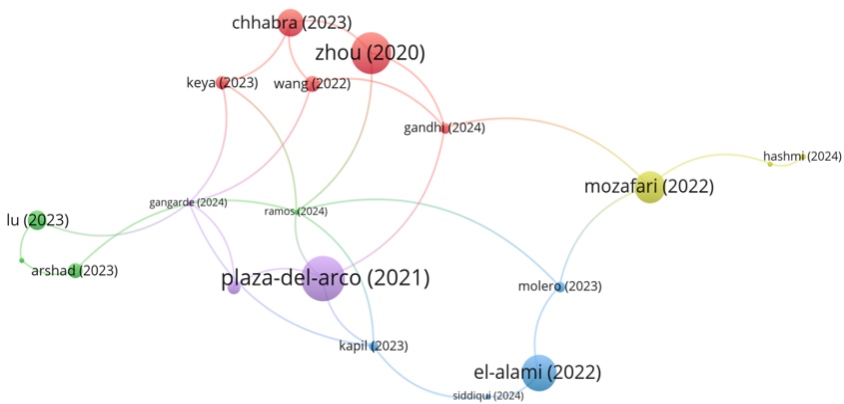 chhabra (2023)
zhou (2020)
keya (2023)
wang (2022)
gandhi (2024)
hashmi (2024)
mozafari (2022)
gangarde (2024)
ramos (2024)
lu (2023)
arshad (2023)
plaza-del-arco (2021)
molero (2023)
kapil (2023)
el-alami (2022)
siddiqui (2024)